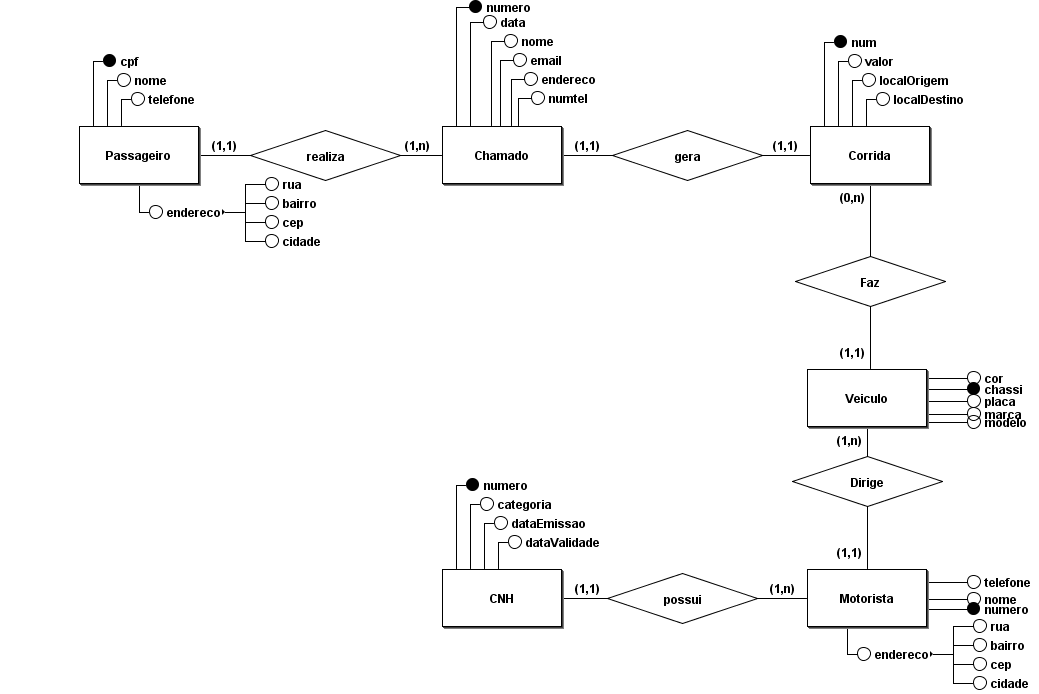 numero
data
nome
email
endereco
numtel
num
valor
localOrigem
localDestino
cpf
nome
telefone
Passageiro
(1,1)
realiza
(1,n)
Chamado
(1,1)
gera
(1,1)
Corrida
endereco
rua
bairro
cep
cidade
(0,n)
Faz
(1,1)
Veiculo
cor
chassi
placa
marca
modelo
(1,n)
Dirige
(1,1)
numero
categoria
dataEmissao
dataValidade
CNH
(1,1)
possui
(1,n)
Motorista
telefone
nome
numero
endereco
rua
bairro
cep
cidade